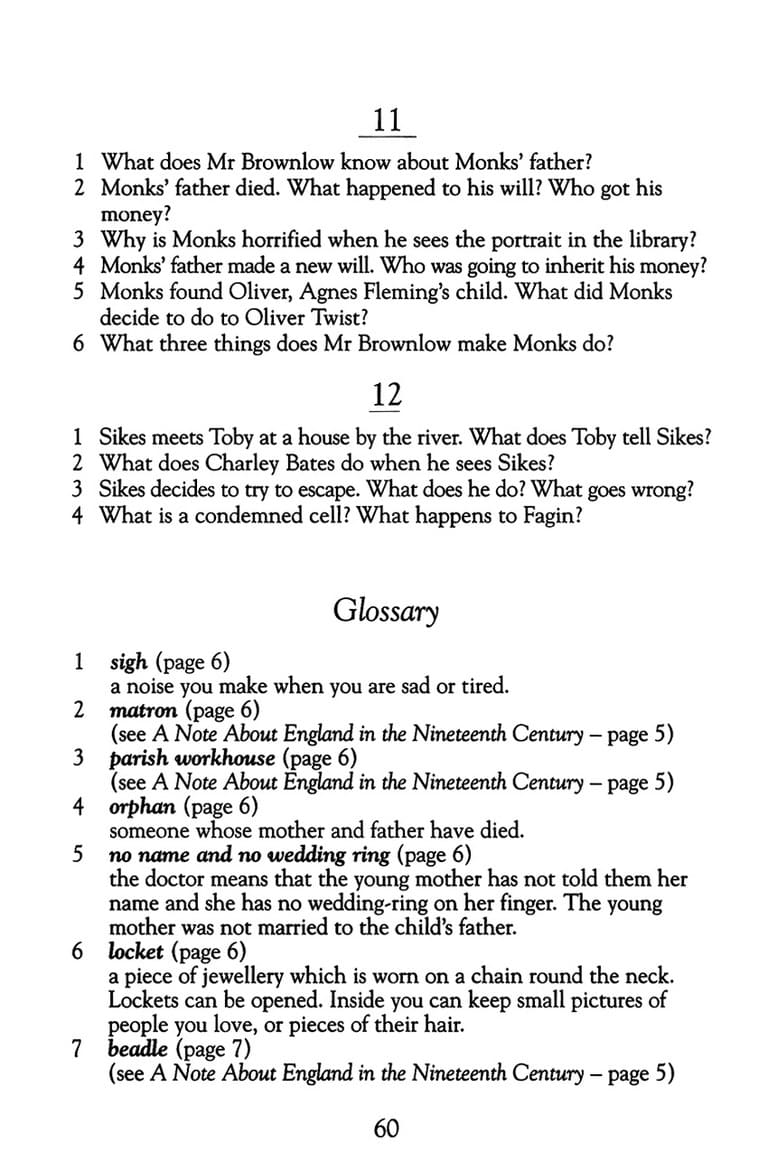 11
1 What does Mr Brownlow know about Monks' father?
2 Monks' father died. What happened to his will? Who got his
money?
3 Why is Monks horrified when he sees the portrait in the library?
4 Monks' father made a new will. Who was going to inherit his money?
5 Monks found Oliver, Agnes Fleming's child. What did Monks
decide to do to Oliver Twist?
6 What three things does Mr Brownlow make Monks do?
12
1 Sikes meets Toby at a house by the river. What does Toby tell Sikes?
2 What does Charley Bates do when he sees Sikes?
3 Sikes decides to try to escape. What does he do? What goes wrong?
4 What is a condemned cell? What happens to Fagin?
Glossary
1 sigh (page 6)
a noise you make when you are sad or tired.
2 matron (page 6)
(see A Note About England in the Nineteenth Century – page 5)
3 parish workhouse (page 6)
(see A Note About England in the Nineteenth Century – page 5)
4 orphan (page 6)
someone whose mother and father have died.
5 no name and no wedding ring (page 6)
the doctor means that the young mother has not told them her
name and she has no wedding-ring on her finger. The young
mother was not married to the child's father.
6 locket (page 6)
a piece of jewellery which is worn on a chain round the neck.
Lockets can be opened. Inside you can keep small pictures of
people you love, or pieces of their hair.
7 beadle (page 7)
(see A Note About England in the Nineteenth Century – page 5)
60